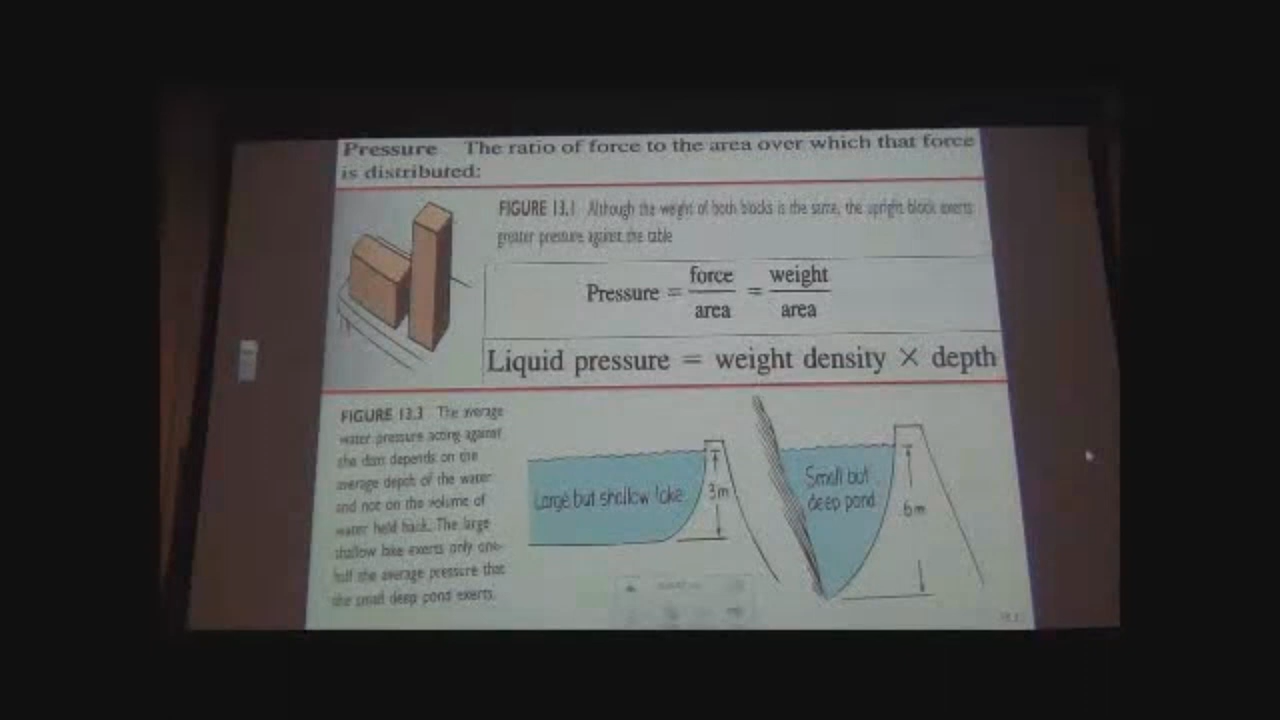 Pressure The ratio of force to the area over which that force
is distributed:
FIGURE 13.1 Although the weight of both blocks is the same, the upright block exerts
greater pressure against the table
Pressure = force/area = weight/area
Liquid pressure = weight density × depth
FIGURE 13.3 The average
water pressure acting against
the dam depends on the
average depth of the water
and not on the volume of
water held back. The large
shallow lake exerts only one-
half the average pressure that
the small deep pond exerts.
Large but shallow lake
3m
Small but
deep pond
6m